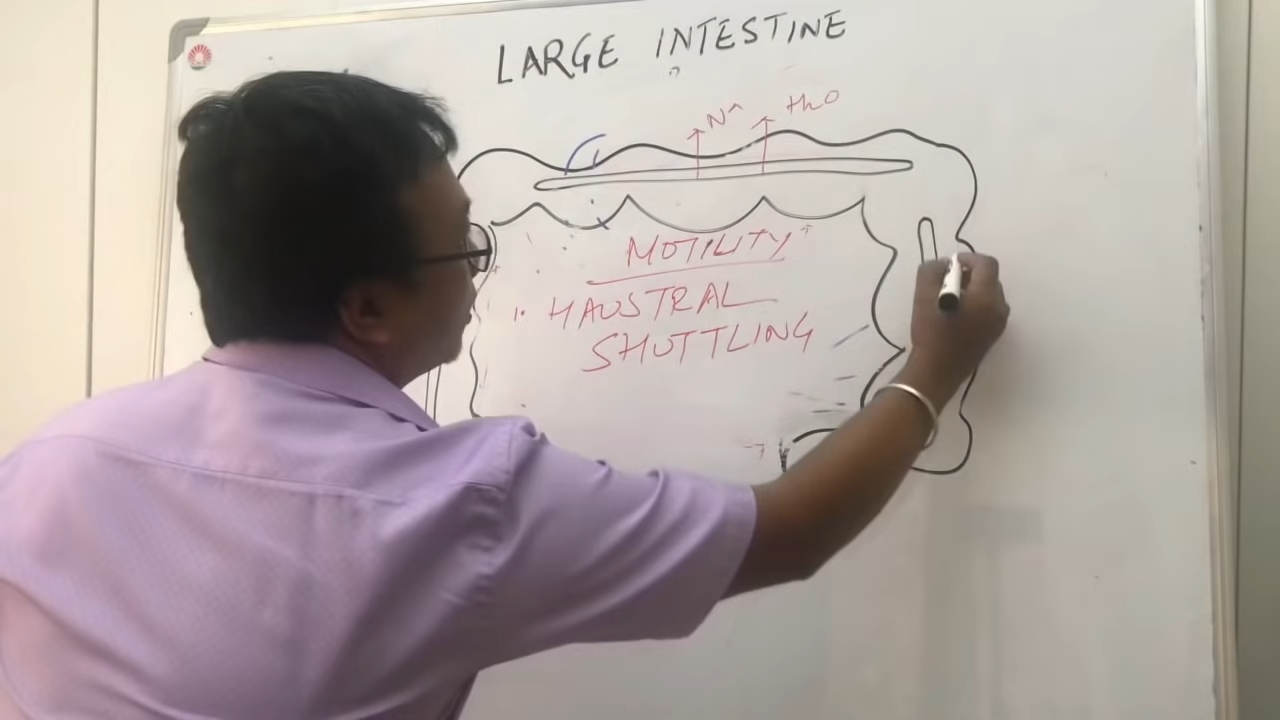 LARGE INTESTINE
Na
H2O
MOTILITY
1. HAUSTRAL
SHUTTLING